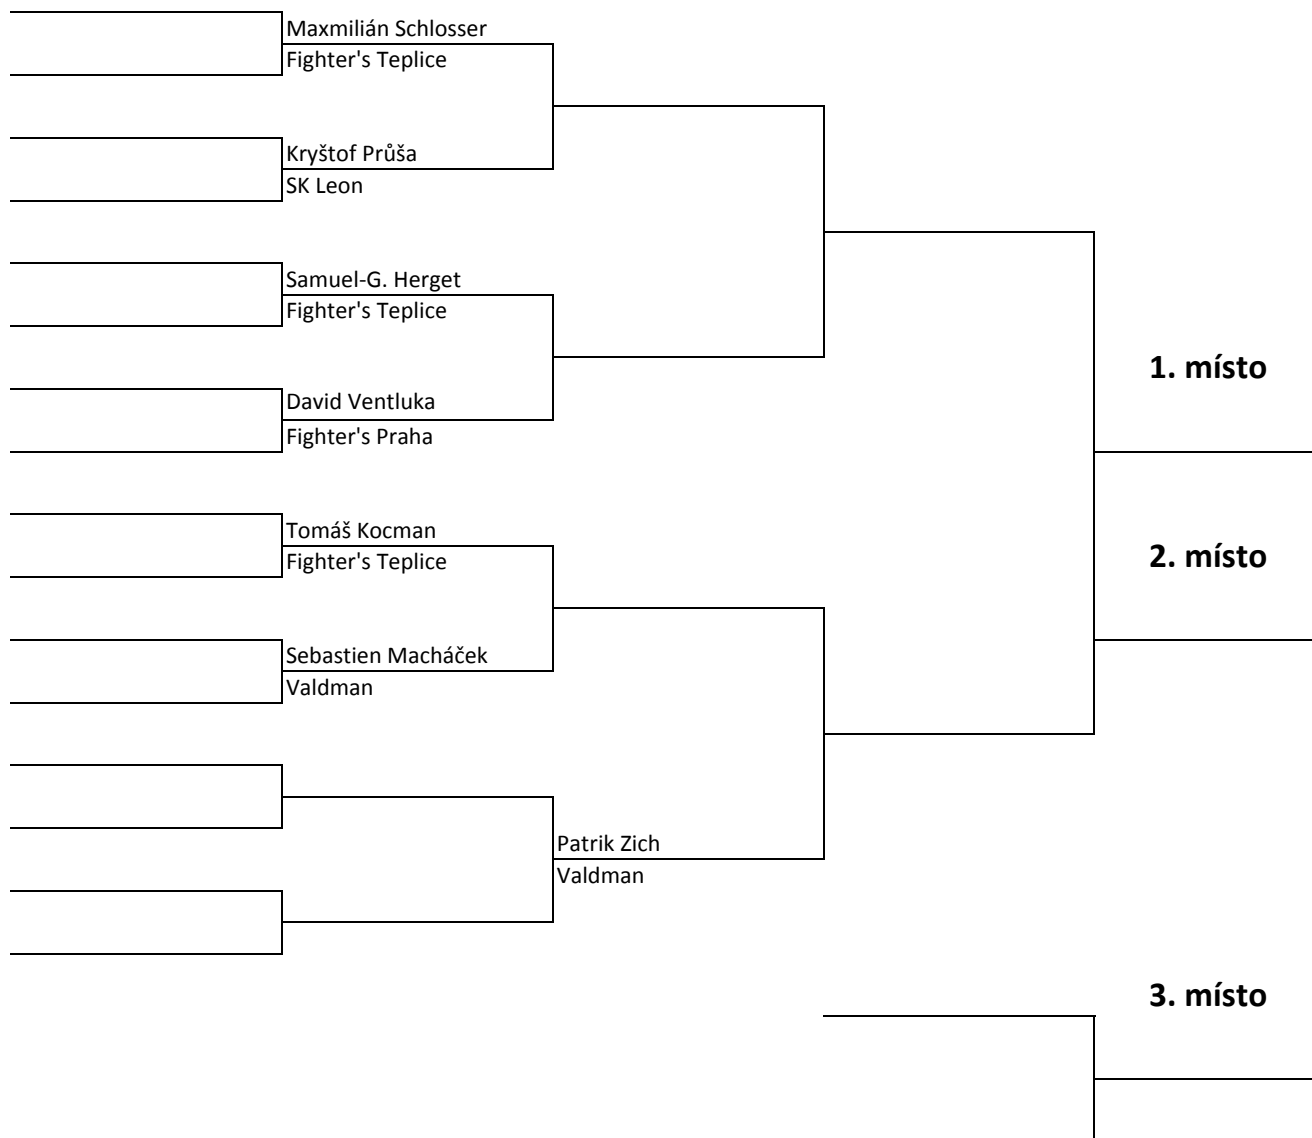 Maxmilián Schlosser
Fighter's Teplice
Kryštof Průša
SK Leon
Samuel-G. Herget
Fighter's Teplice
1. místo
David Ventluka
Fighter's Praha
Tomáš Kocman
Fighter's Teplice
2. místo
Sebastien Macháček
Valdman
Patrik Zich
Valdman
3. místo